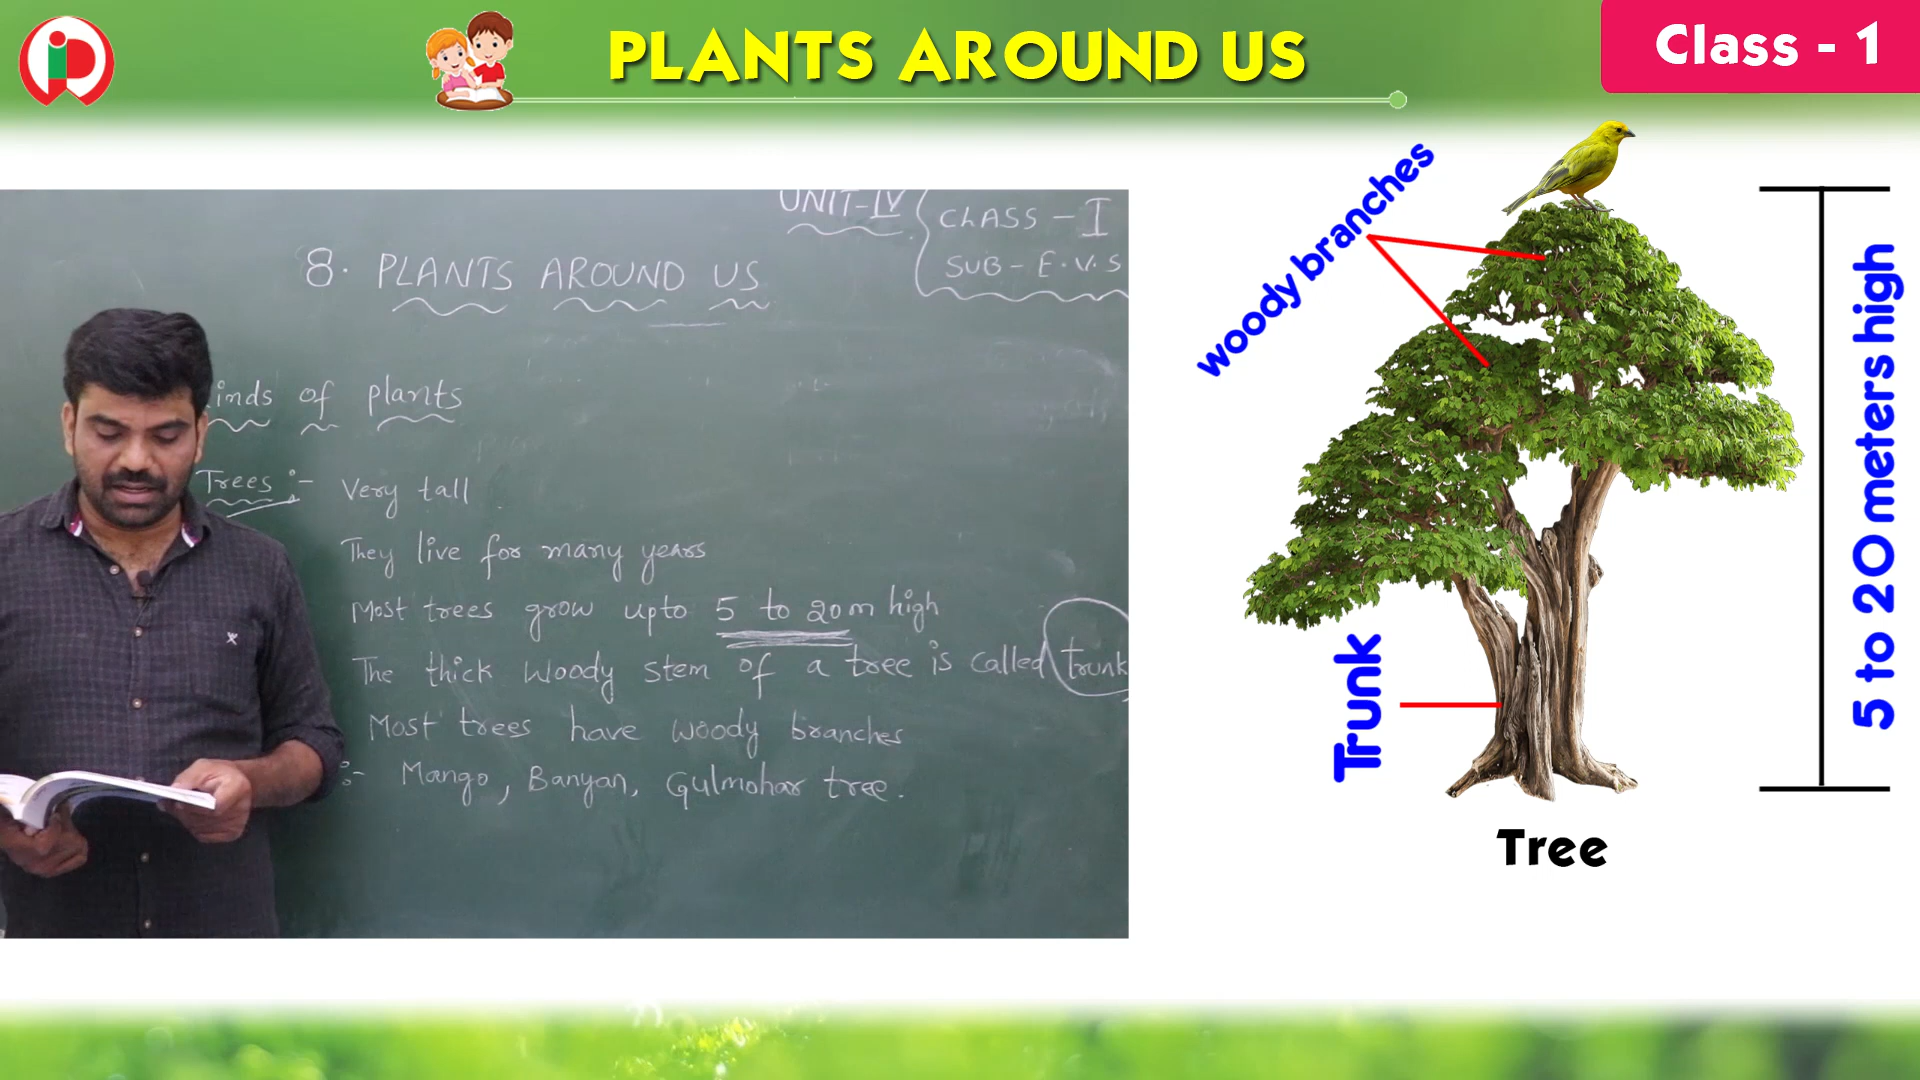 PLANTS AROUND US
Class - 1
UNIT-IV
CLASS - I
SUB - E.V.S
8. PLANTS AROUND US
inds of plants
Trees :- Very tall
They live for many years
Most trees grow upto 5 to 20m high
The thick woody stem of a tree is called trunk
Most trees have woody branches
:- Mango, Banyan, Gulmohar tree.
woody branches
Trunk
5 to 20 meters high
Tree